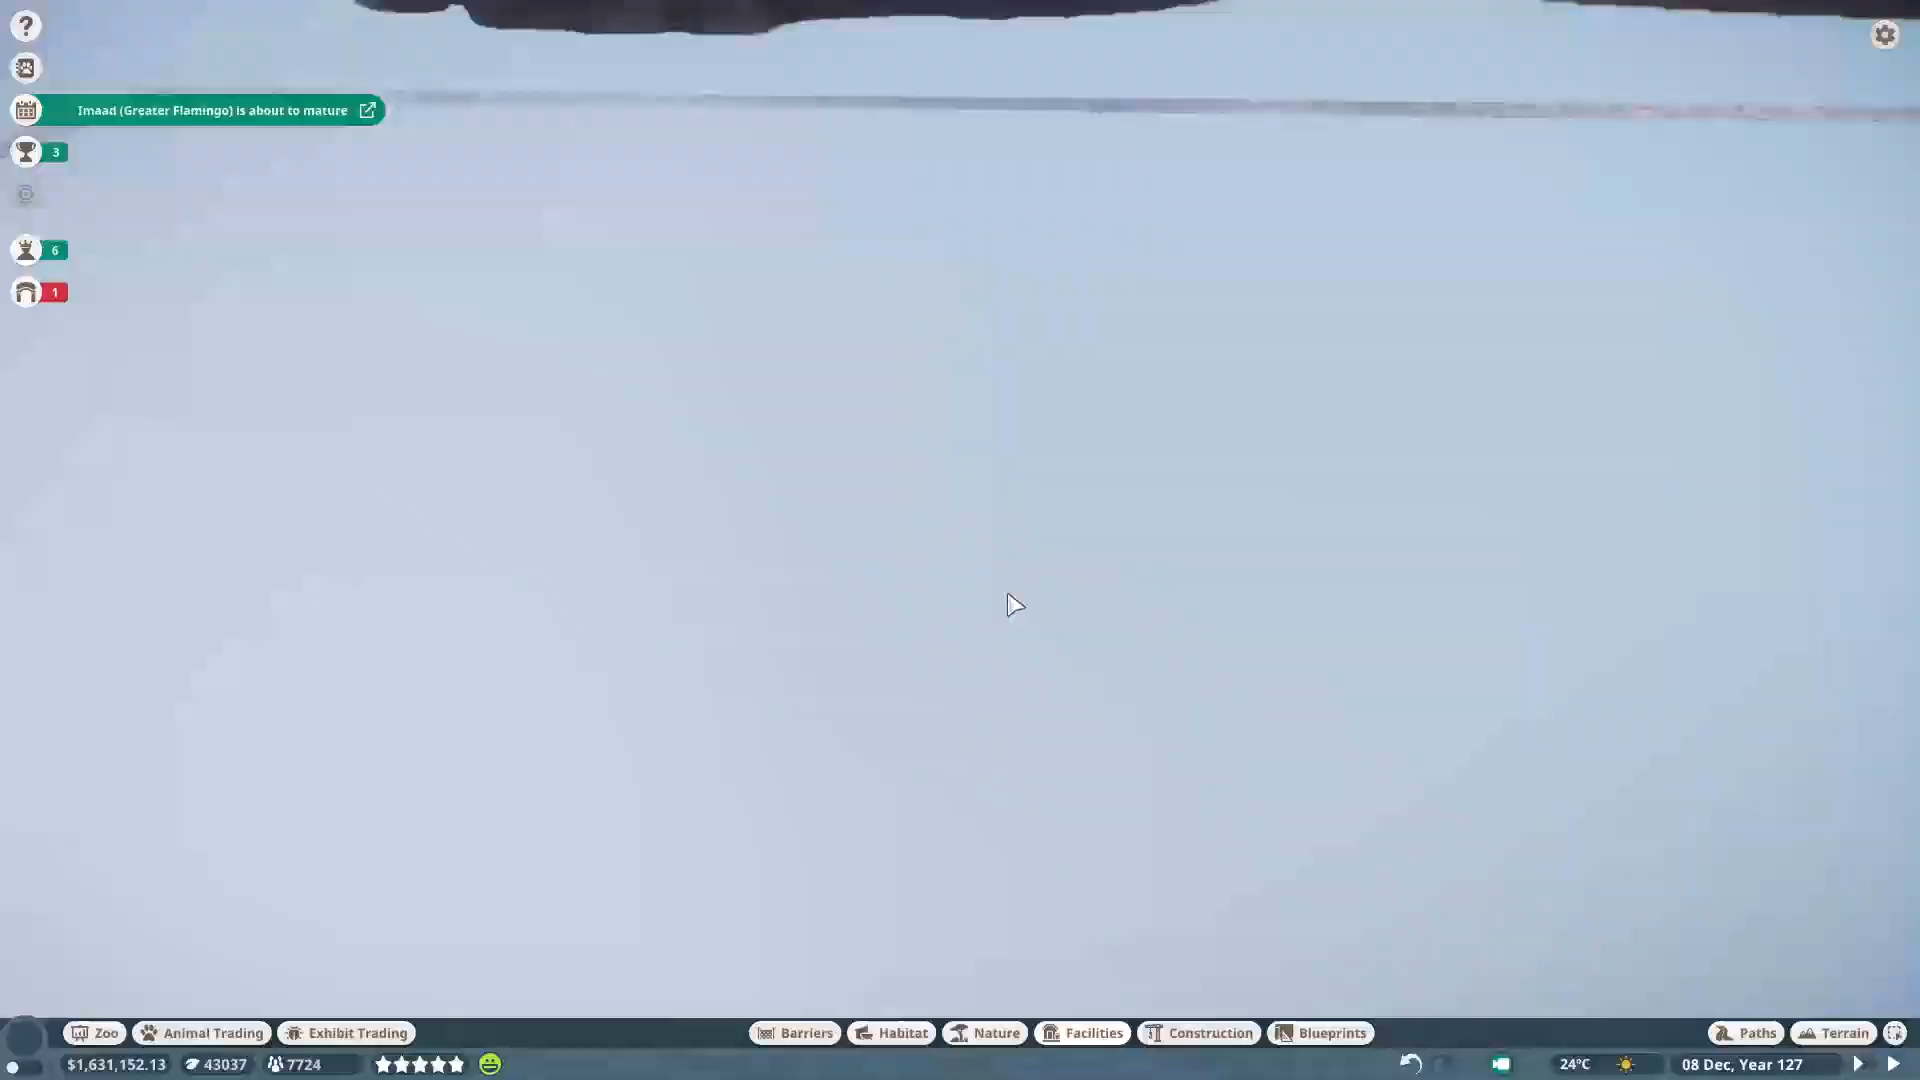 ?
Imaad (Greater Flamingo) is about to mature
3
6
1
Zoo
Animal Trading
Exhibit Trading
Barriers
Habitat
Nature
Facilities
Construction
Blueprints
Paths
Terrain
$1,631,152.13
43037
7724
24°C
08 Dec, Year 127